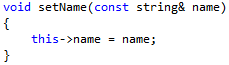 void setName(const string& name)
{
    this->name = name;
}